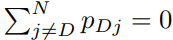 ∑_{j≠D}^{N} p_{Dj} = 0